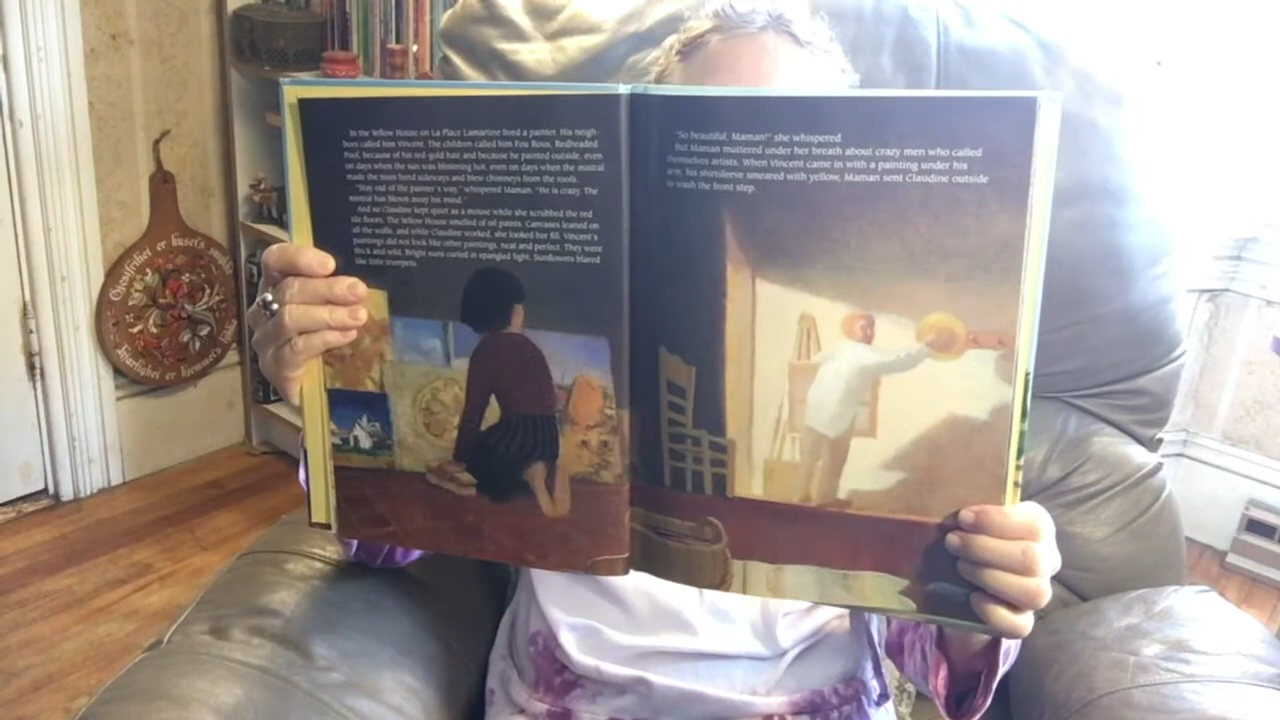 In the Yellow House on La Place Lamartine lived a painter. His neigh-
bors called him Vincent. The children called him Fou Roux, Redheaded
Fool, because of his red-gold hair and because he painted outside, even
on days when the sun was blistering hot, even on days when the mistral
made the trees bend sideways and blew chimneys from the roofs.
"Stay out of the painter's way," whispered Maman. "He is crazy. The
mistral has blown away his mind."
And so Claudine kept quiet as a mouse while she scrubbed the red
tile floors. The Yellow House smelled of oil paints. Canvases leaned on
all the walls, and while Claudine worked, she looked her fill. Vincent's
paintings did not look like other paintings, neat and perfect. They were
thick and wild. Bright suns curled in spangled light. Sunflowers blared
like little trumpets.
"So beautiful, Maman!" she whispered.
But Maman muttered under her breath about crazy men who called
themselves artists. When Vincent came in with a painting under his
arm, his shirtsleeve smeared with yellow, Maman sent Claudine outside
to wash the front step.